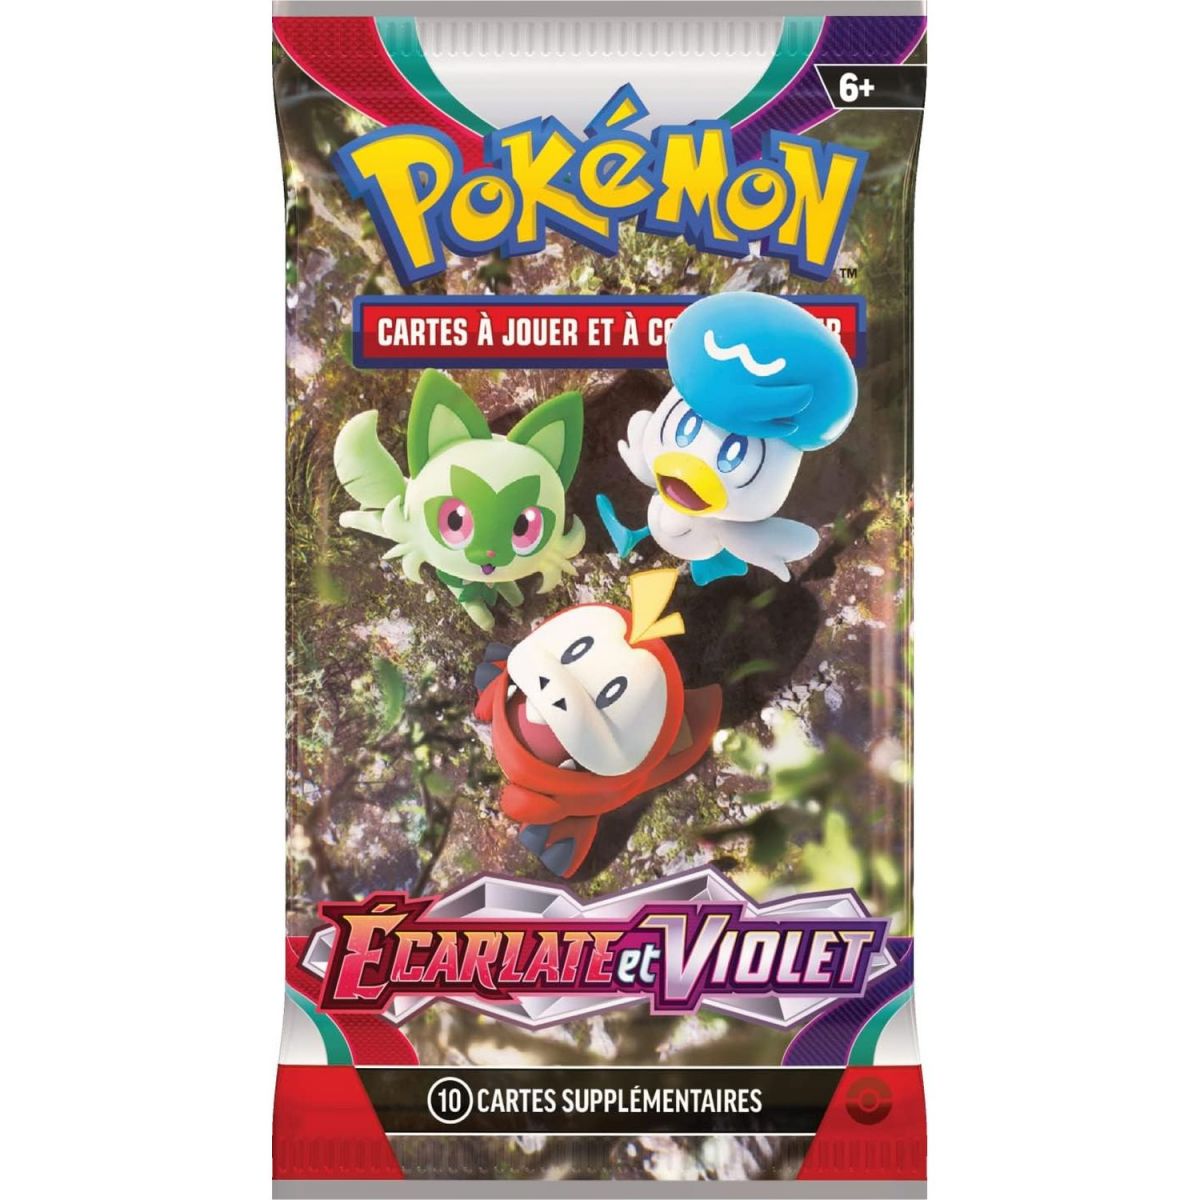 6+
POKéMON
™
CARTES À JOUER ET À
ÉCARLATE et VIOLET
10 CARTES SUPPLÉMENTAIRES